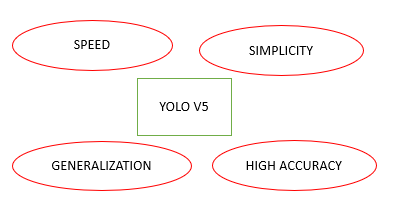 SPEED
SIMPLICITY
YOLO V5
GENERALIZATION
HIGH ACCURACY